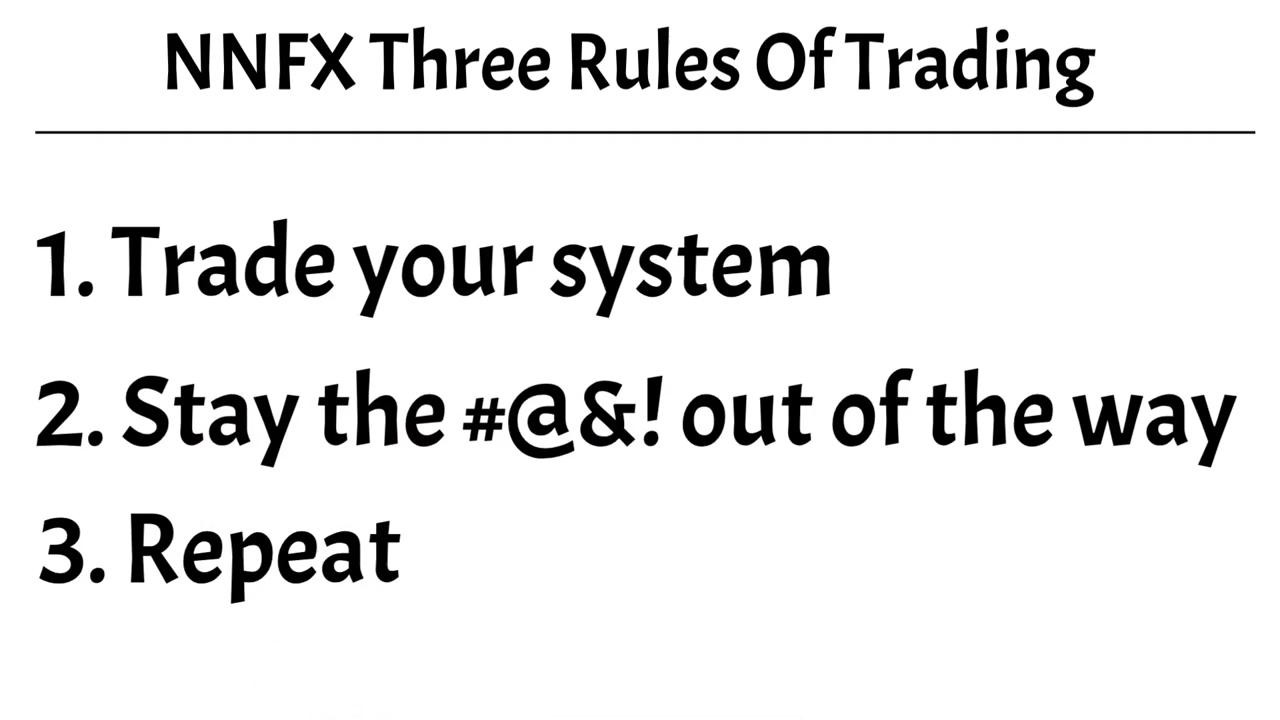 NNFX Three Rules Of Trading
1. Trade your system
2. Stay the #@&! out of the way
3. Repeat